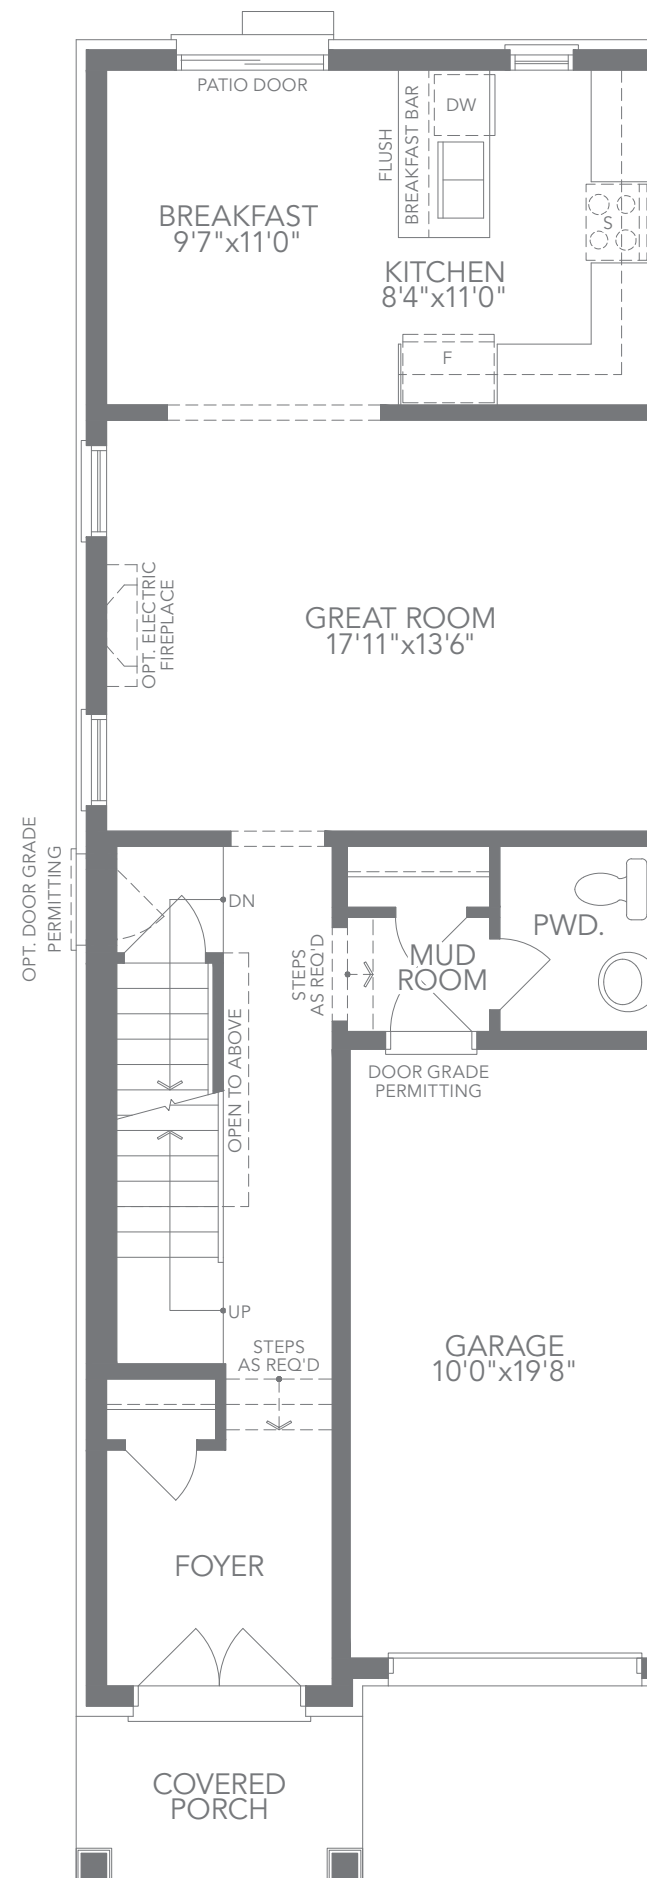 PATIO DOOR
DW
FLUSH
BREAKFAST BAR
BREAKFAST
9'7"x11'0"
S
KITCHEN
8'4"x11'0"
F
OPT. ELECTRIC
FIREPLACE
GREAT ROOM
17'11"x13'6"
OPT. DOOR GRADE
PERMITTING
DN
PWD.
STEPS
AS REQ'D
MUD
ROOM
OPEN TO ABOVE
DOOR GRADE
PERMITTING
UP
STEPS
AS REQ'D
GARAGE
10'0"x19'8"
FOYER
COVERED
PORCH